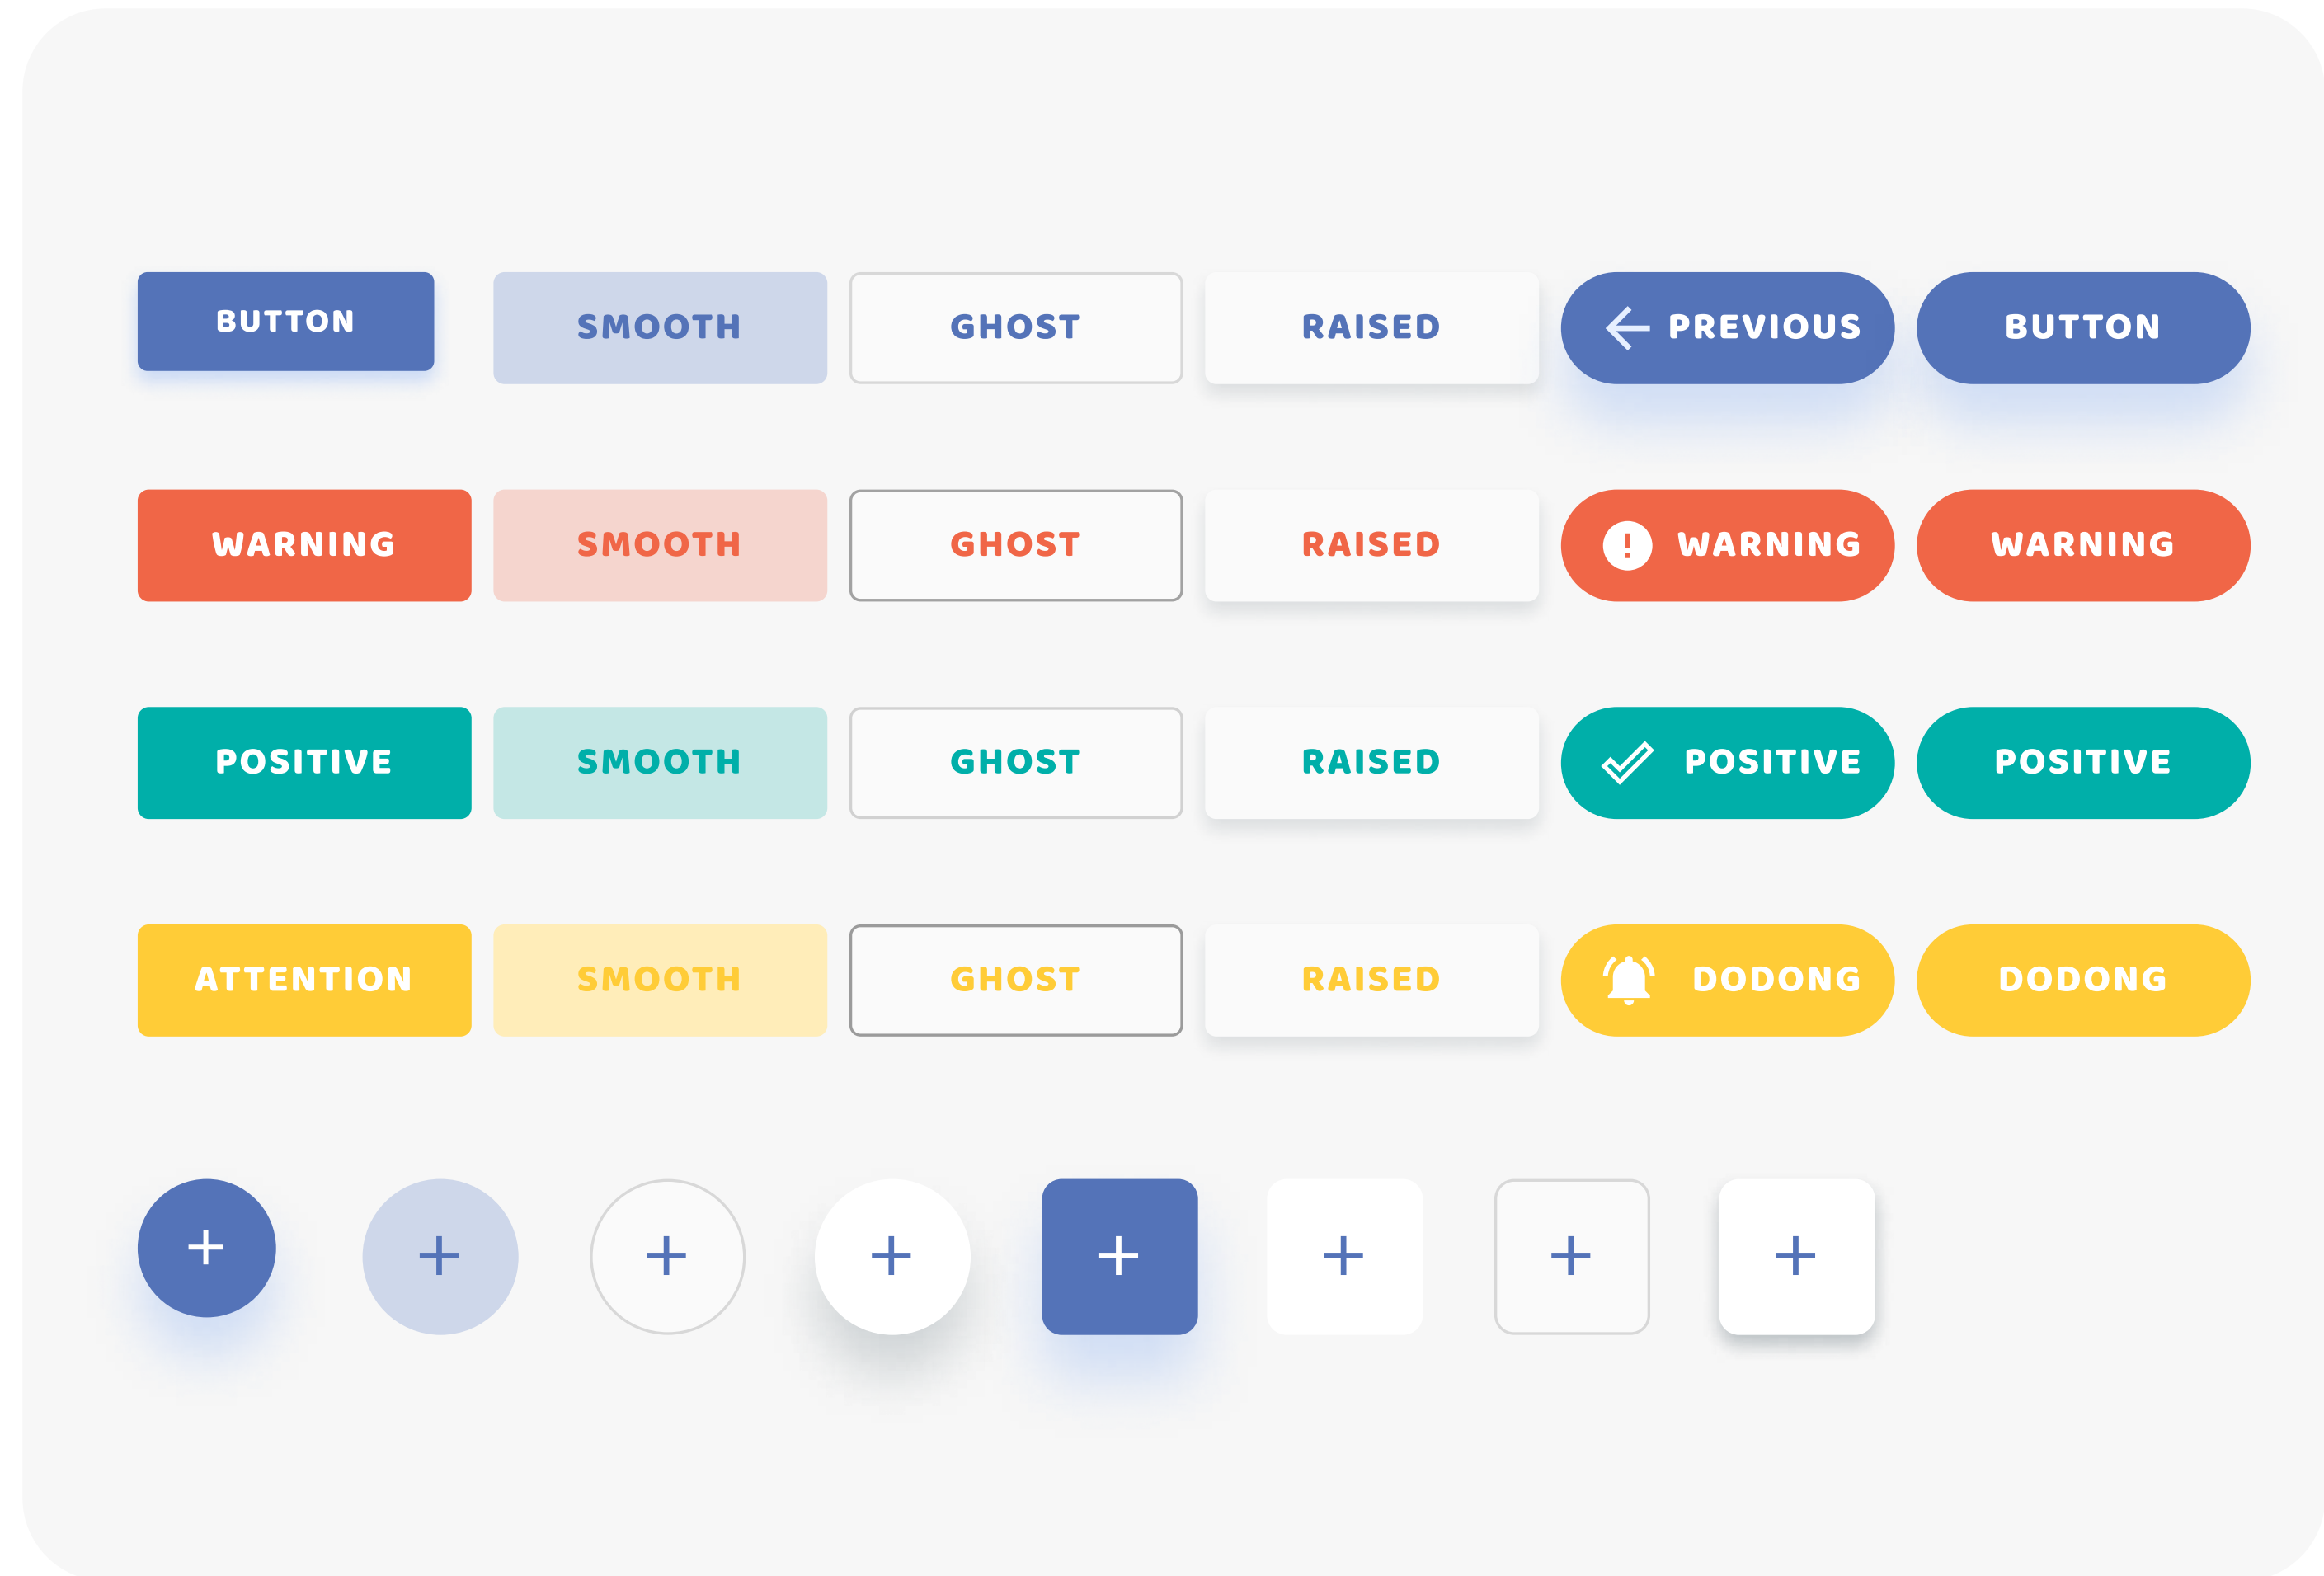 BUTTON SMOOTH GHOST RAISED PREVIOUS BUTTON
WARNING SMOOTH GHOST RAISED WARNING WARNING
POSITIVE SMOOTH GHOST RAISED POSITIVE POSITIVE
ATTENTION SMOOTH GHOST RAISED DODONG DODONG